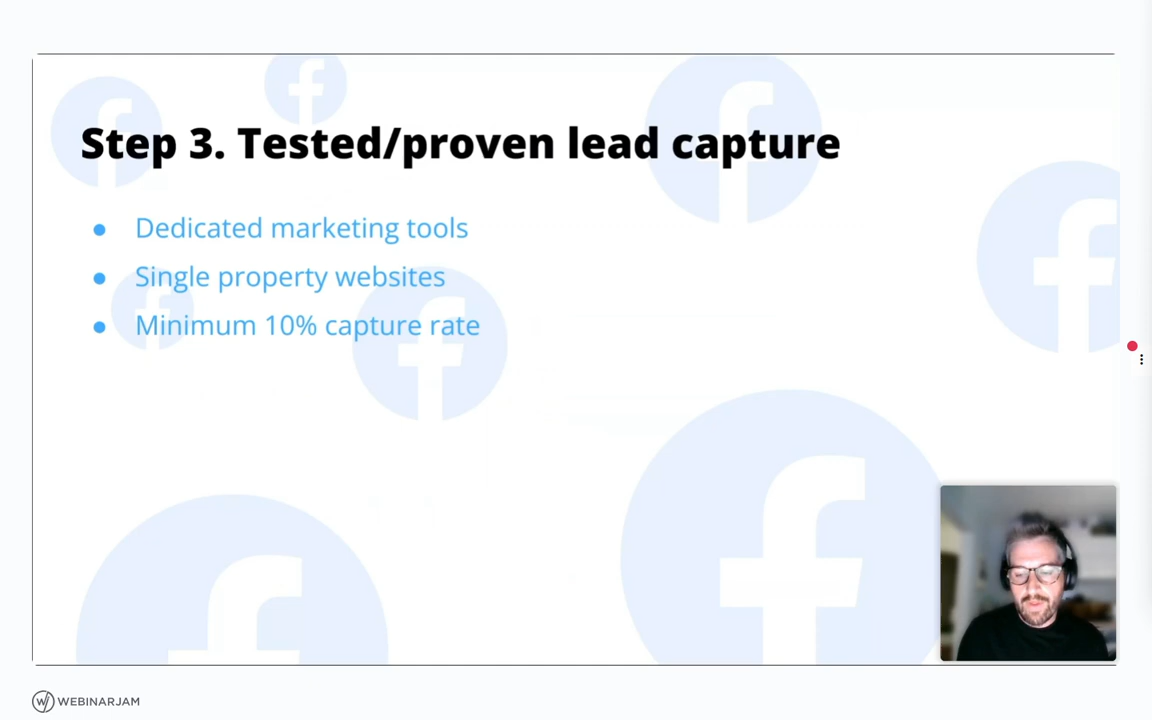 Step 3. Tested/proven lead capture
● Dedicated marketing tools
● Single property websites
● Minimum 10% capture rate
WEBINARJAM